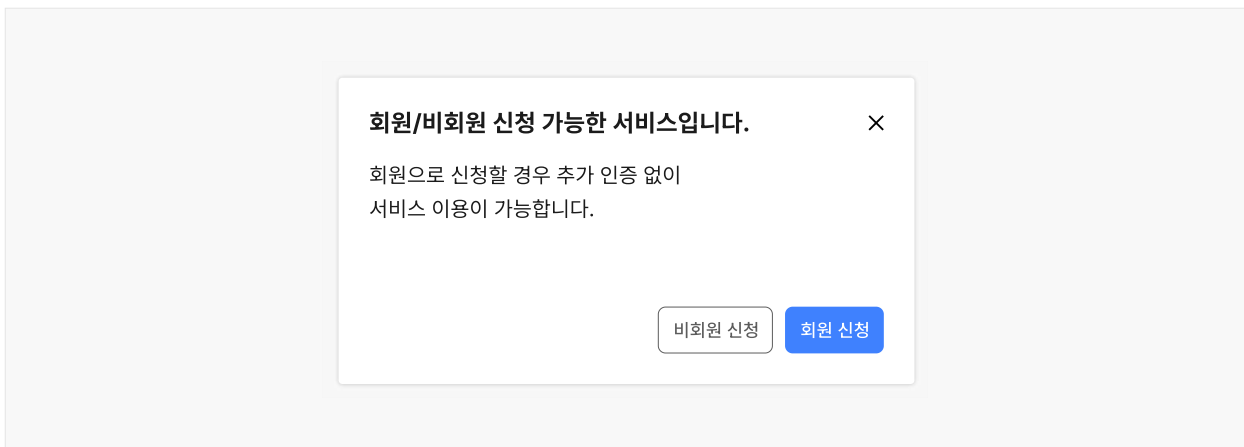 회원/비회원 신청 가능한 서비스입니다.
회원으로 신청할 경우 추가 인증 없이
서비스 이용이 가능합니다.
비회원 신청
회원 신청